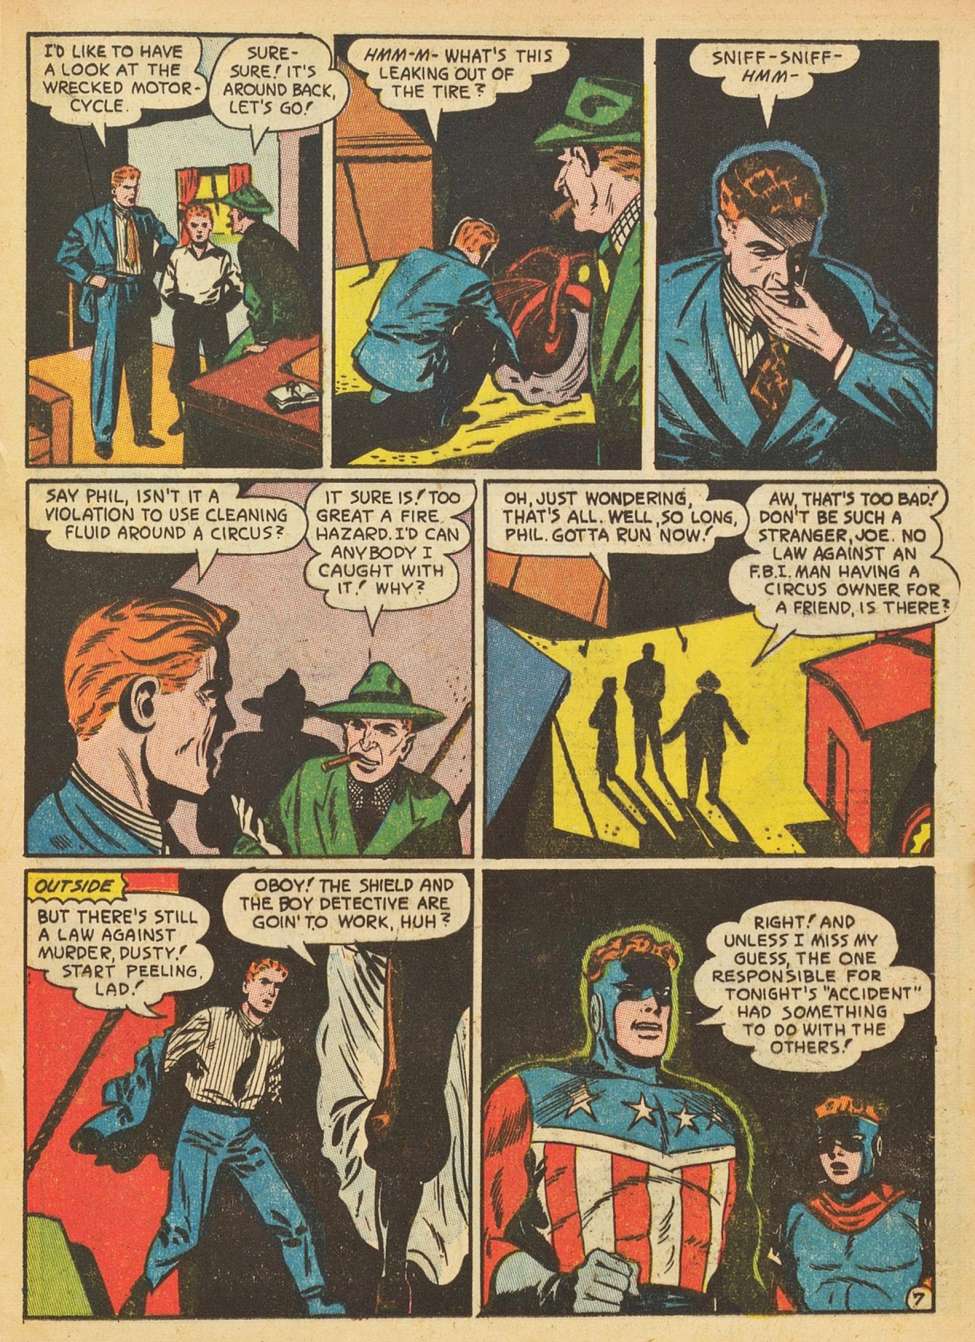 I'D LIKE TO HAVE
A LOOK AT THE
WRECKED MOTOR-
CYCLE.
SURE-
SURE! IT'S
AROUND BACK,
LET'S GO!
HMM-M- WHAT'S THIS
LEAKING OUT OF
THE TIRE?
SNIFF-SNIFF-
HMM-
SAY PHIL, ISN'T IT A
VIOLATION TO USE CLEANING
FLUID AROUND A CIRCUS?
IT SURE IS! TOO
GREAT A FIRE
HAZARD. I'D CAN
ANYBODY I
CAUGHT WITH
IT! WHY?
OH, JUST WONDERING,
THAT'S ALL. WELL, SO LONG,
PHIL. GOTTA RUN NOW!
AW, THAT'S TOO BAD!
DON'T BE SUCH A
STRANGER, JOE. NO
LAW AGAINST AN
F.B.I. MAN HAVING A
CIRCUS OWNER FOR
A FRIEND, IS THERE?
OUTSIDE
BUT THERE'S STILL
A LAW AGAINST
MURDER, DUSTY!
START PEELING,
LAD!
OBOY! THE SHIELD AND
THE BOY DETECTIVE ARE
GOIN' TO WORK, HUH?
RIGHT! AND
UNLESS I MISS MY
GUESS, THE ONE
RESPONSIBLE FOR
TONIGHT'S "ACCIDENT"
HAD SOMETHING
TO DO WITH THE
OTHERS!
7